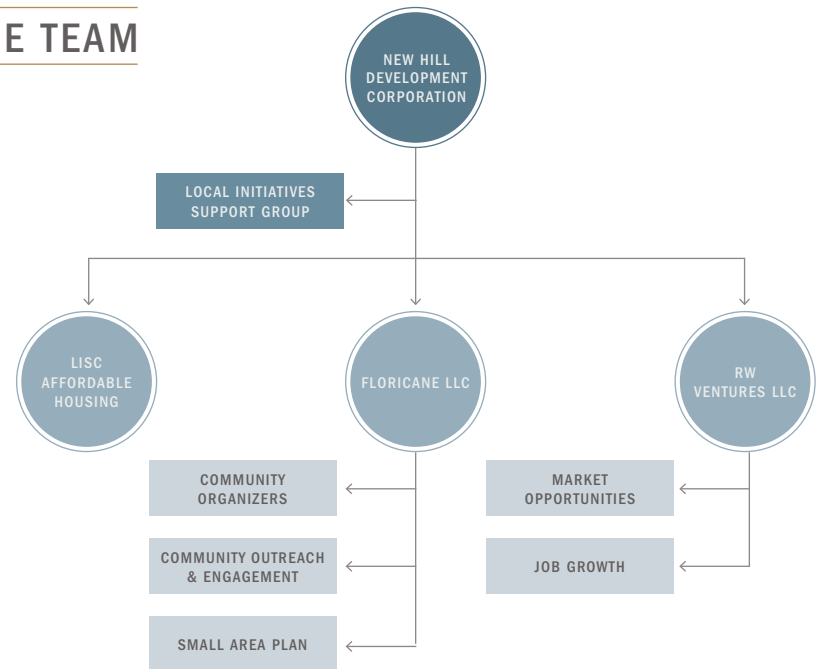 E TEAM
NEW HILL
DEVELOPMENT
CORPORATION
LOCAL INITIATIVES
SUPPORT GROUP
LISC
AFFORDABLE
HOUSING
FLORICANE LLC
RW
VENTURES LLC
COMMUNITY
ORGANIZERS
MARKET
OPPORTUNITIES
COMMUNITY OUTREACH
& ENGAGEMENT
JOB GROWTH
SMALL AREA PLAN